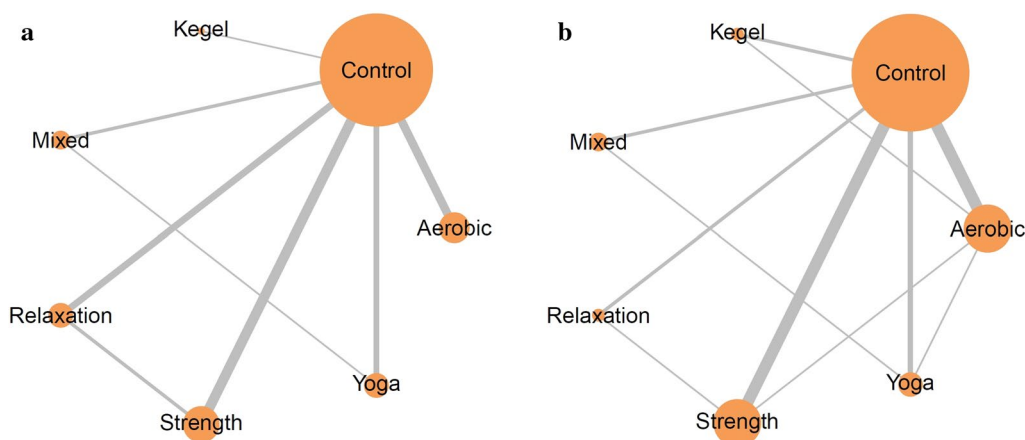 a
Kegel
Control
Mixed
Aerobic
Relaxation
Yoga
Strength
b
Kegel
Control
Mixed
Aerobic
Relaxation
Yoga
Strength